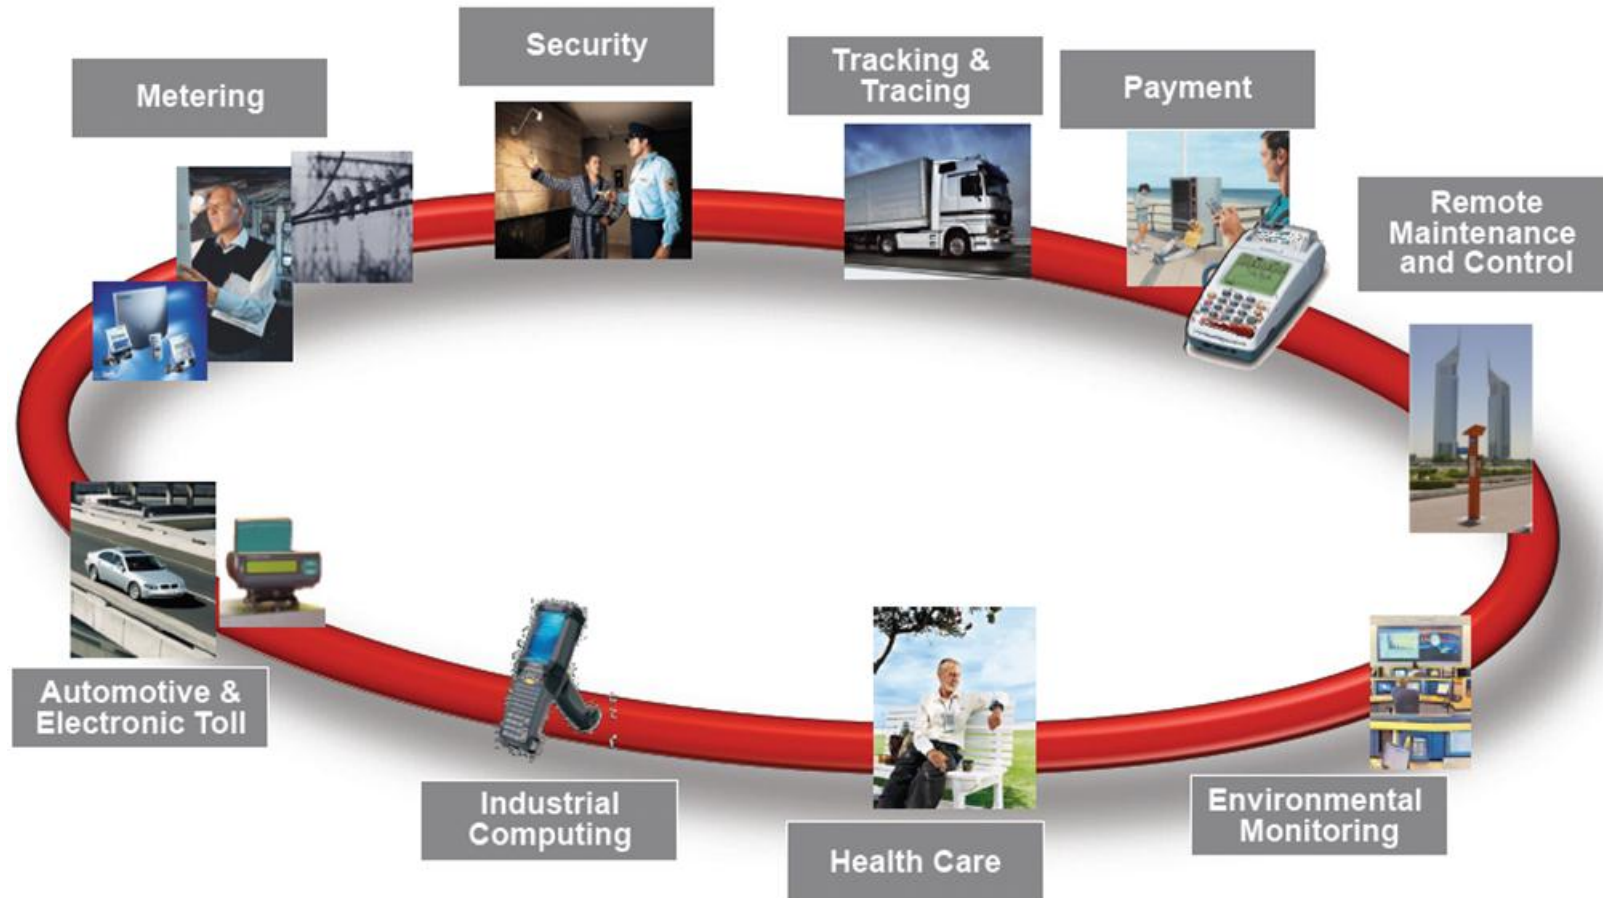 Security
Tracking &
Tracing
Payment
Metering
Remote
Maintenance
and Control
Automotive &
Electronic Toll
Industrial
Computing
Health Care
Environmental
Monitoring